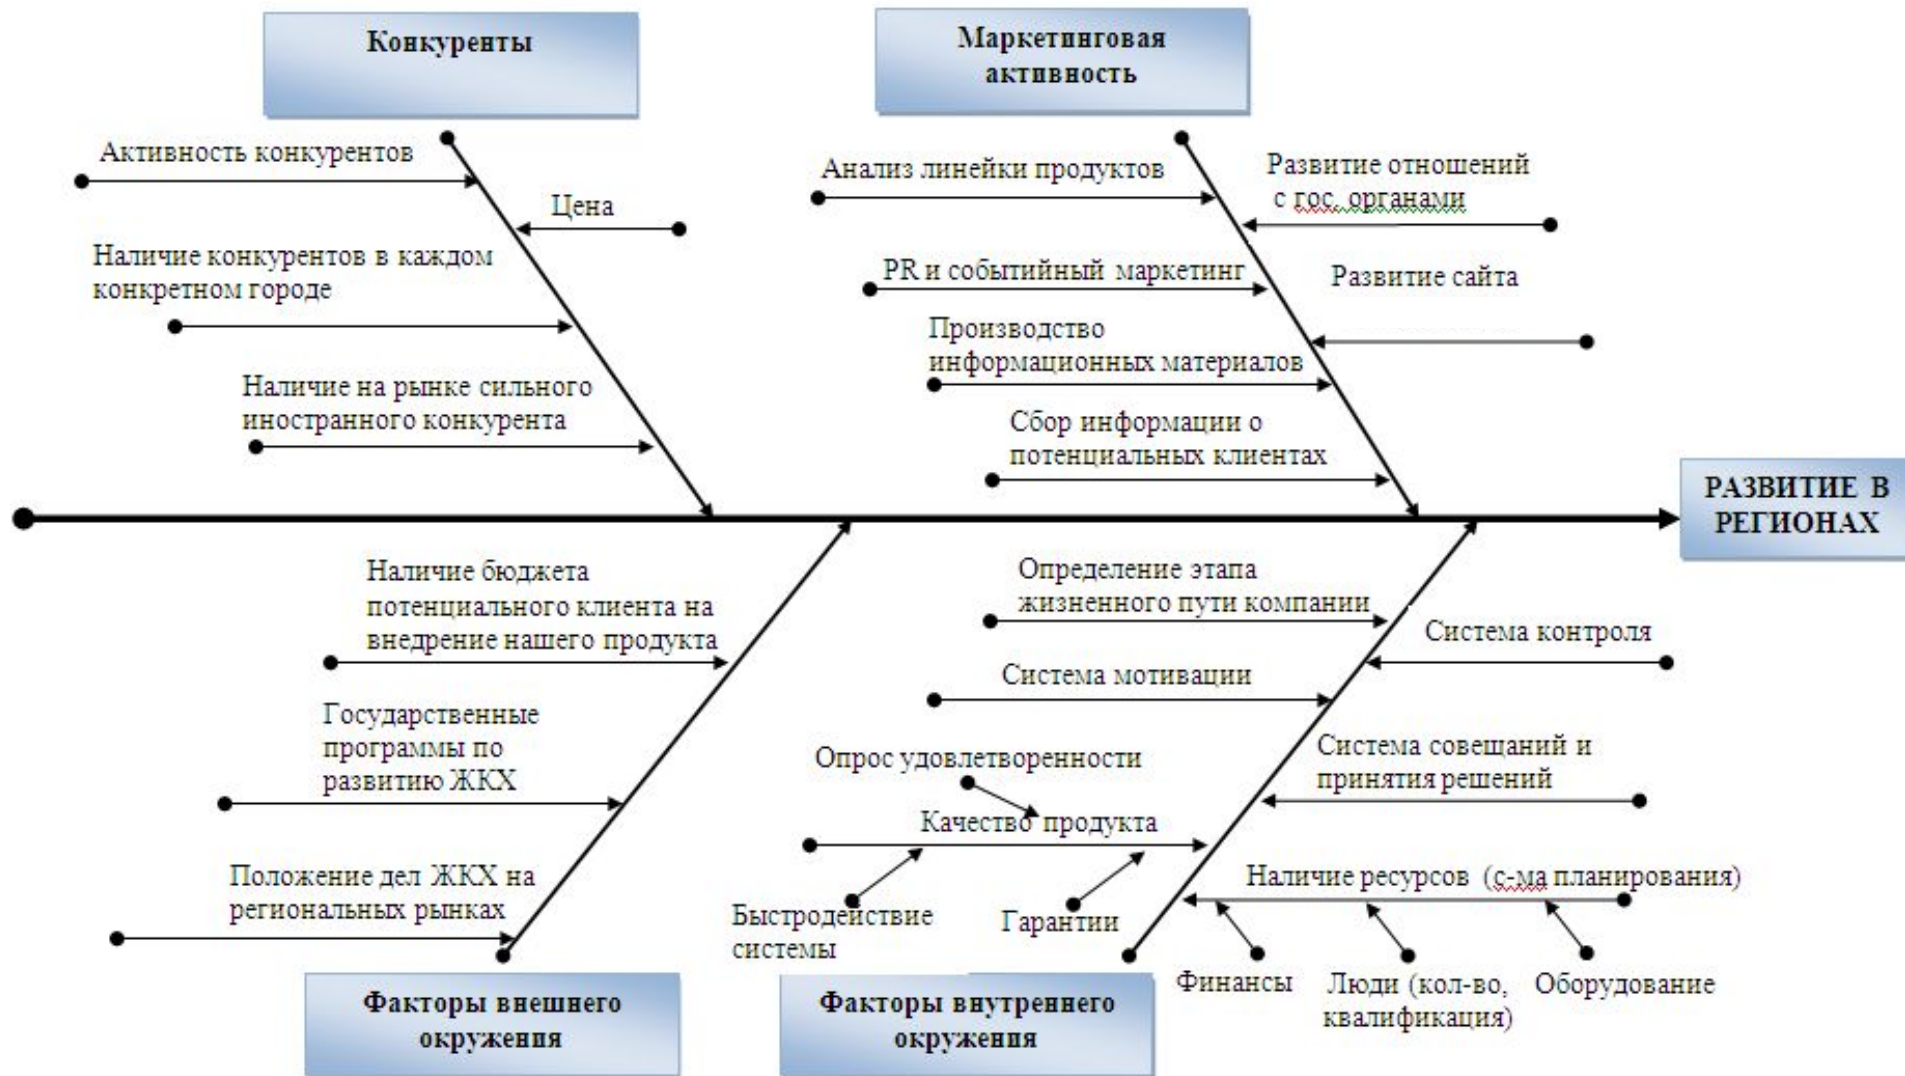 Конкуренты
Маркетинговая
активность
Активность конкурентов
Цена
Наличие конкурентов в каждом
конкретном городе
Наличие на рынке сильного
иностранного конкурента
Анализ линейки продуктов
Развитие отношений
с гос. органами
PR и событийный маркетинг
Развитие сайта
Производство
информационных материалов
Сбор информации о
потенциальных клиентах
РАЗВИТИЕ В
РЕГИОНАХ
Наличие бюджета
потенциального клиента на
внедрение нашего продукта
Государственные
программы по
развитию ЖКХ
Положение дел ЖКХ на
региональных рынках
Определение этапа
жизненного пути компании
Система контроля
Система мотивации
Система совещаний и
принятия решений
Опрос удовлетворенности
Качество продукта
Быстродействие
системы
Гарантии
Наличие ресурсов (с-ма планирования)
Финансы
Люди (кол-во,
квалификация)
Оборудование
Факторы внешнего
окружения
Факторы внутреннего
окружения